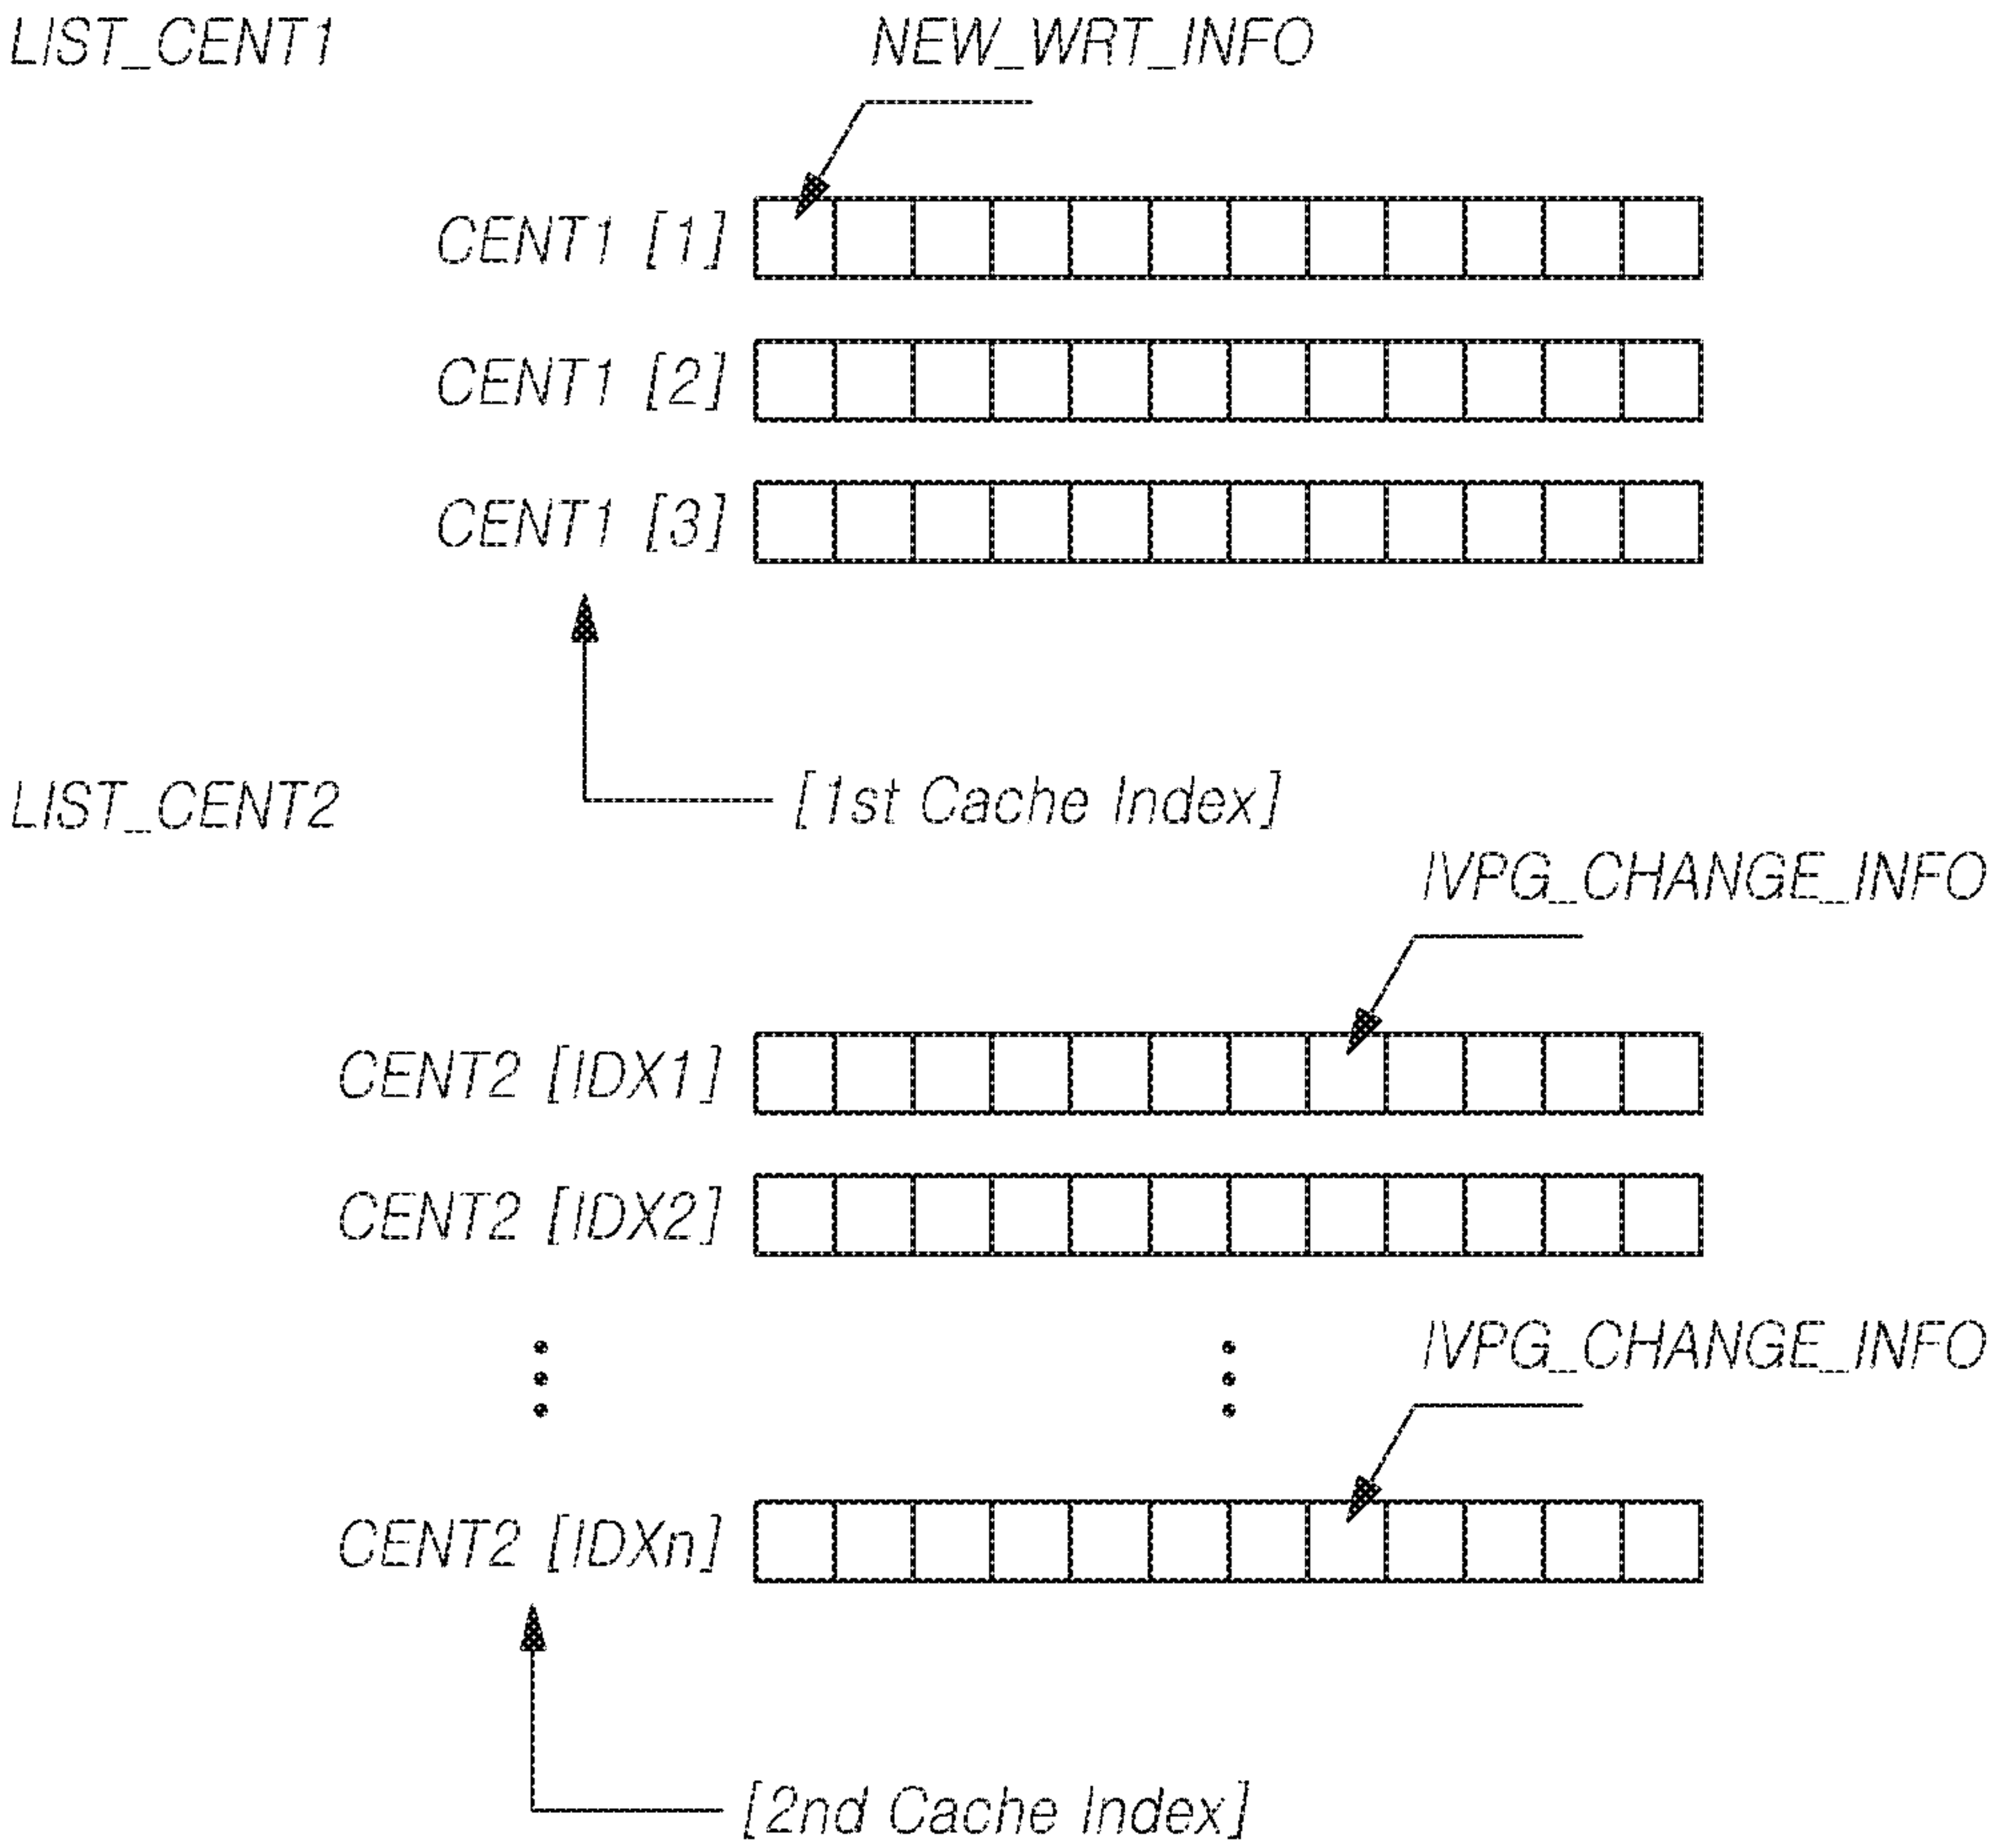 LIST_CENT1
NEW_WRT_INFO
CENT1 [1]
CENT1 [2]
CENT1 [3]
[1st Cache Index]
LIST_CENT2
IVPG_CHANGE_INFO
CENT2 [IDX1]
CENT2 [IDX2]
IVPG_CHANGE_INFO
CENT2 [IDXn]
[2nd Cache Index]